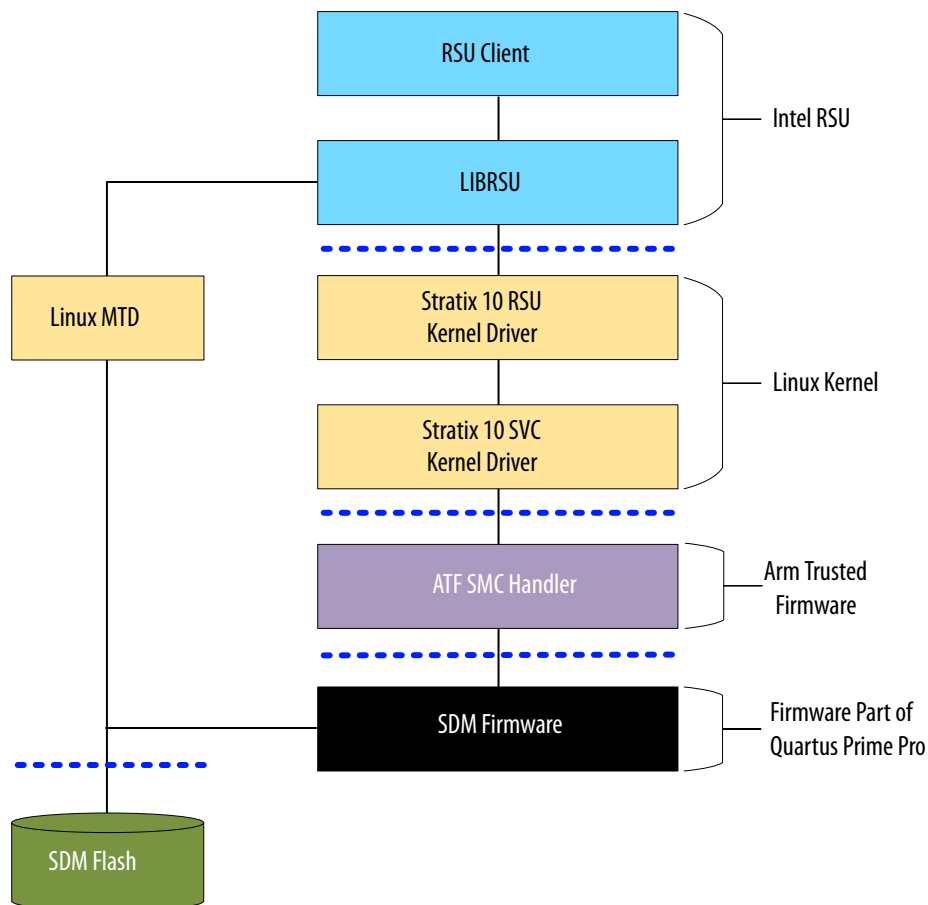 RSU Client
Intel RSU
LIBRSU
Linux MTD
Stratix 10 RSU
Kernel Driver
Linux Kernel
Stratix 10 SVC
Kernel Driver
ATF SMC Handler
Arm Trusted
Firmware
SDM Firmware
Firmware Part of
Quartus Prime Pro
SDM Flash